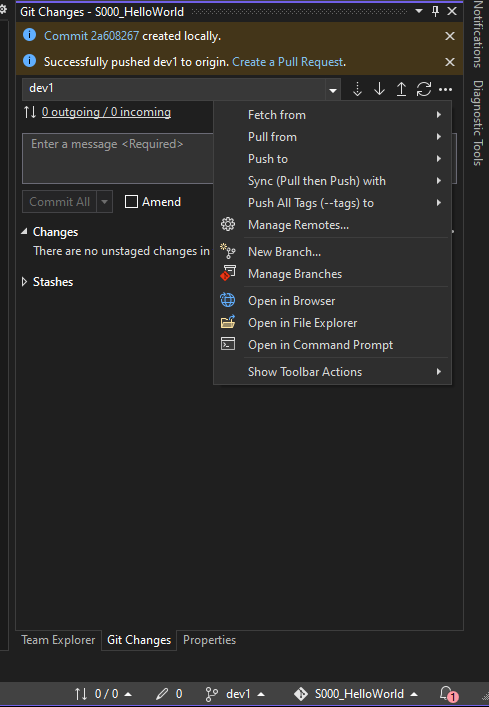 Git Changes - S000_HelloWorld
Commit 2a608267 created locally.
Successfully pushed dev1 to origin. Create a Pull Request.
dev1
0 outgoing / 0 incoming
Enter a message <Required>
Commit All
Amend
Changes
There are no unstaged changes in
Stashes
Fetch from
Pull from
Push to
Sync (Pull then Push) with
Push All Tags (--tags) to
Manage Remotes...
New Branch...
Manage Branches
Open in Browser
Open in File Explorer
Open in Command Prompt
Show Toolbar Actions
Notifications
Diagnostic Tools
Team Explorer Git Changes Properties
0 / 0 0 dev1 S000_HelloWorld 1